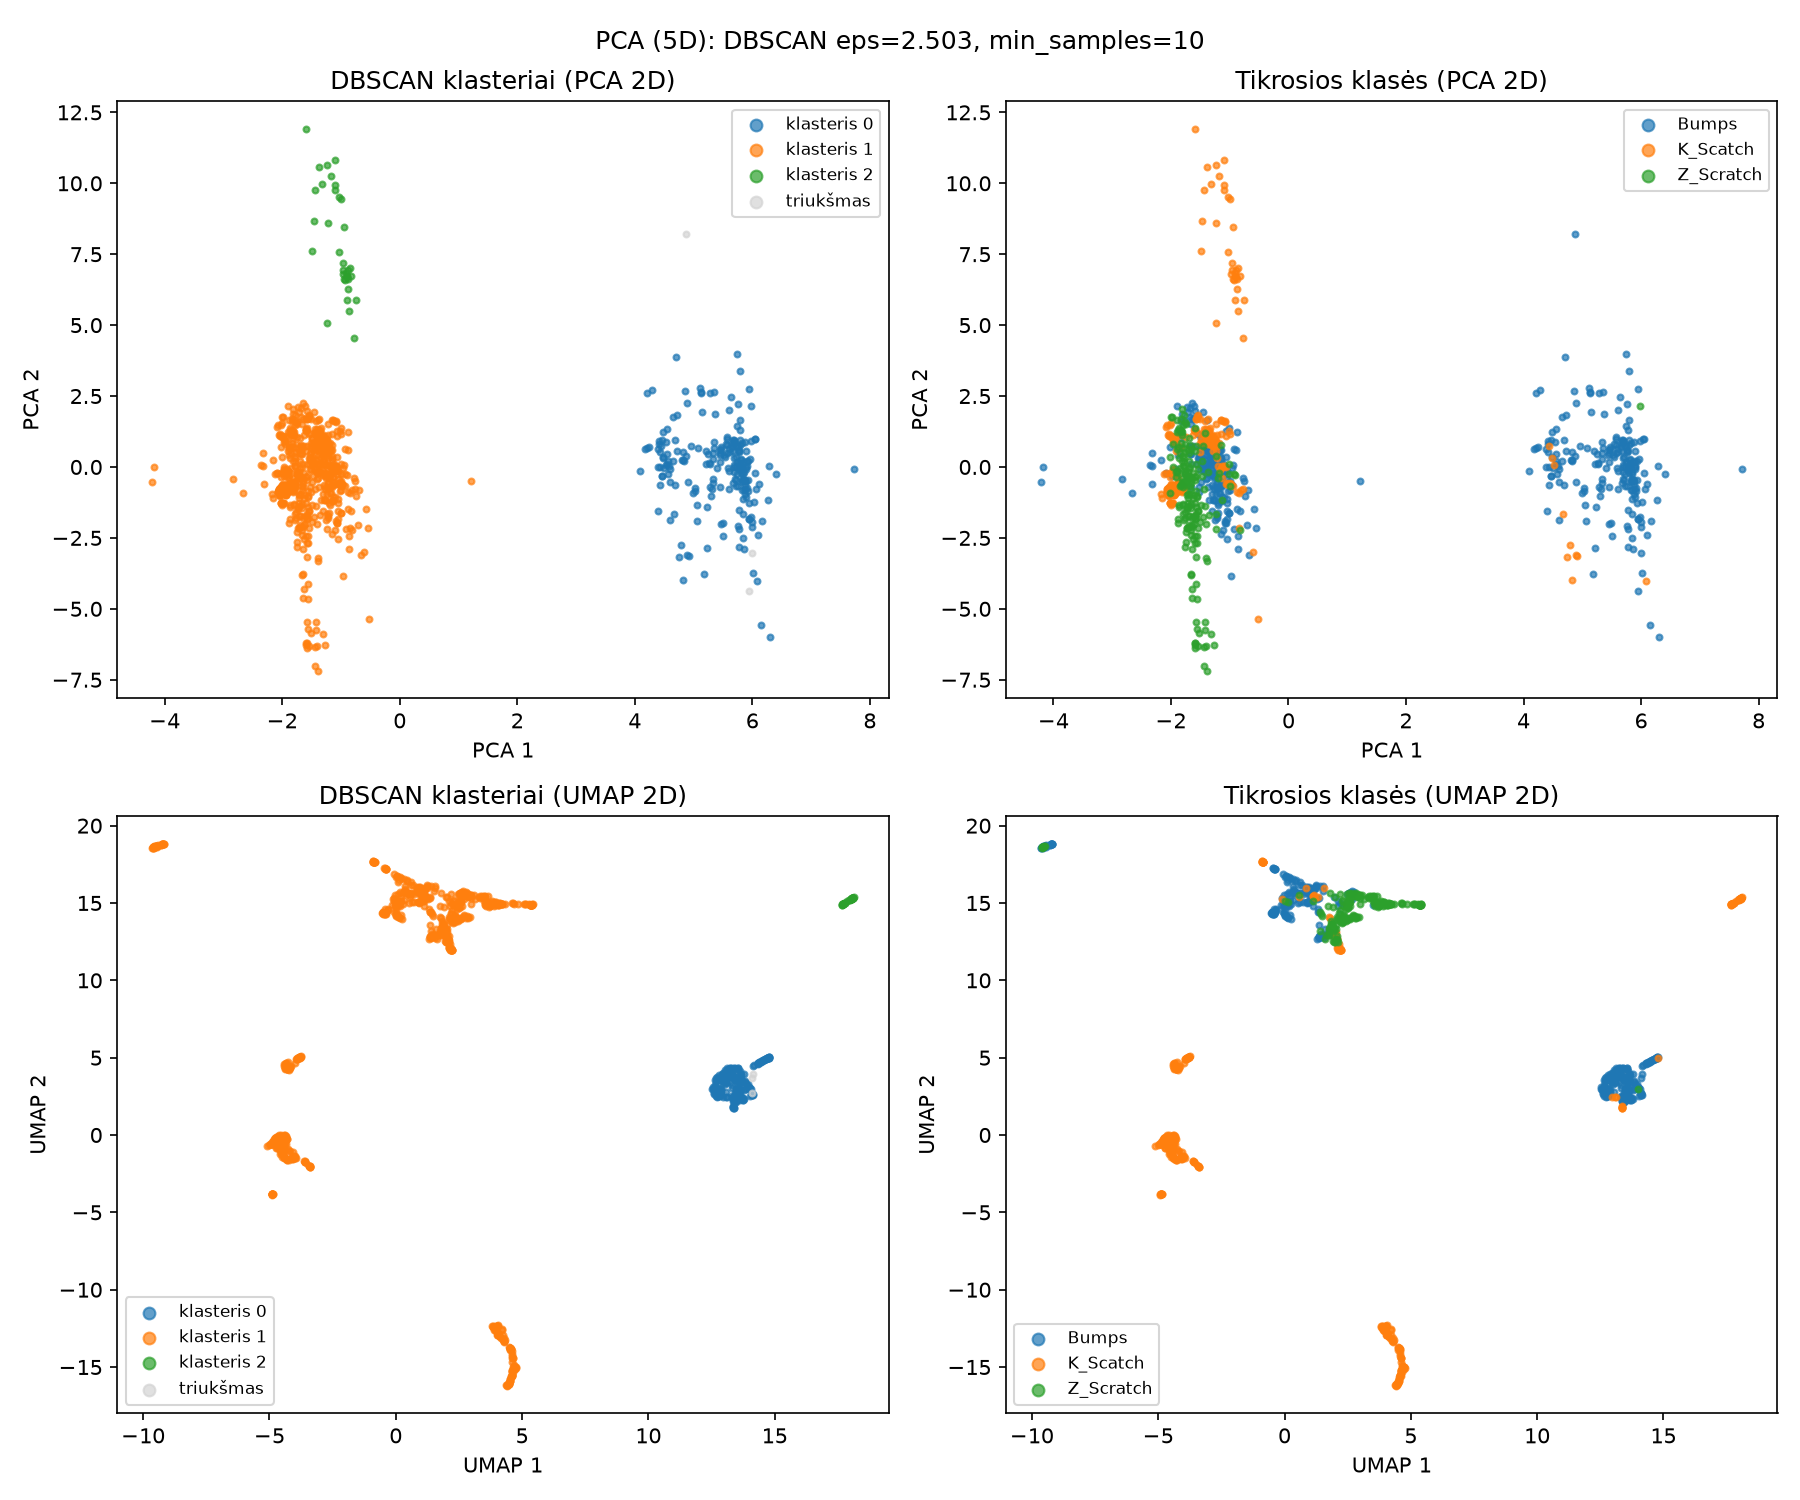 PCA (5D): DBSCAN eps=2.503, min_samples=10
DBSCAN klasteriai (PCA 2D)
12.5
10.0
7.5
5.0
2.5
0.0
−2.5
−5.0
−7.5
PCA 2
−4
−2
0
2
4
6
8
PCA 1
klasteris 0
klasteris 1
klasteris 2
triukšmas
Tikrosios klasės (PCA 2D)
12.5
10.0
7.5
5.0
2.5
0.0
−2.5
−5.0
−7.5
PCA 2
−4
−2
0
2
4
6
8
PCA 1
Bumps
K_Scatch
Z_Scratch
DBSCAN klasteriai (UMAP 2D)
20
15
10
5
0
−5
−10
−15
UMAP 2
−10
−5
0
5
10
15
UMAP 1
klasteris 0
klasteris 1
klasteris 2
triukšmas
Tikrosios klasės (UMAP 2D)
20
15
10
5
0
−5
−10
−15
UMAP 2
−10
−5
0
5
10
15
UMAP 1
Bumps
K_Scatch
Z_Scratch